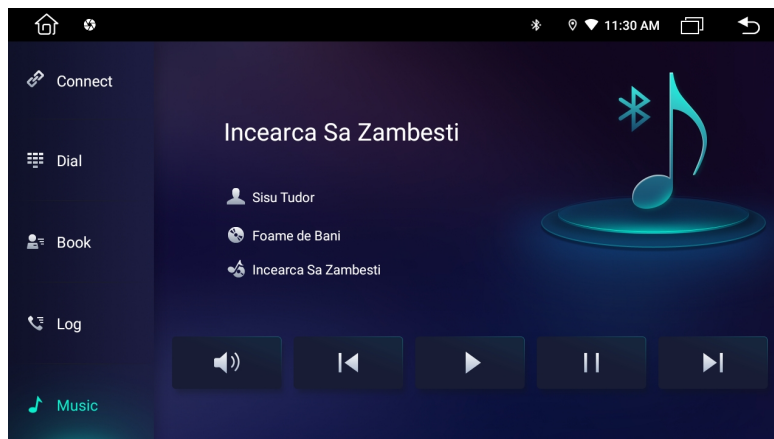 11:30 AM
Connect
Incearca Sa Zambesti
Dial
Sisu Tudor
Foame de Bani
Book
Incearca Sa Zambesti
Log
Music